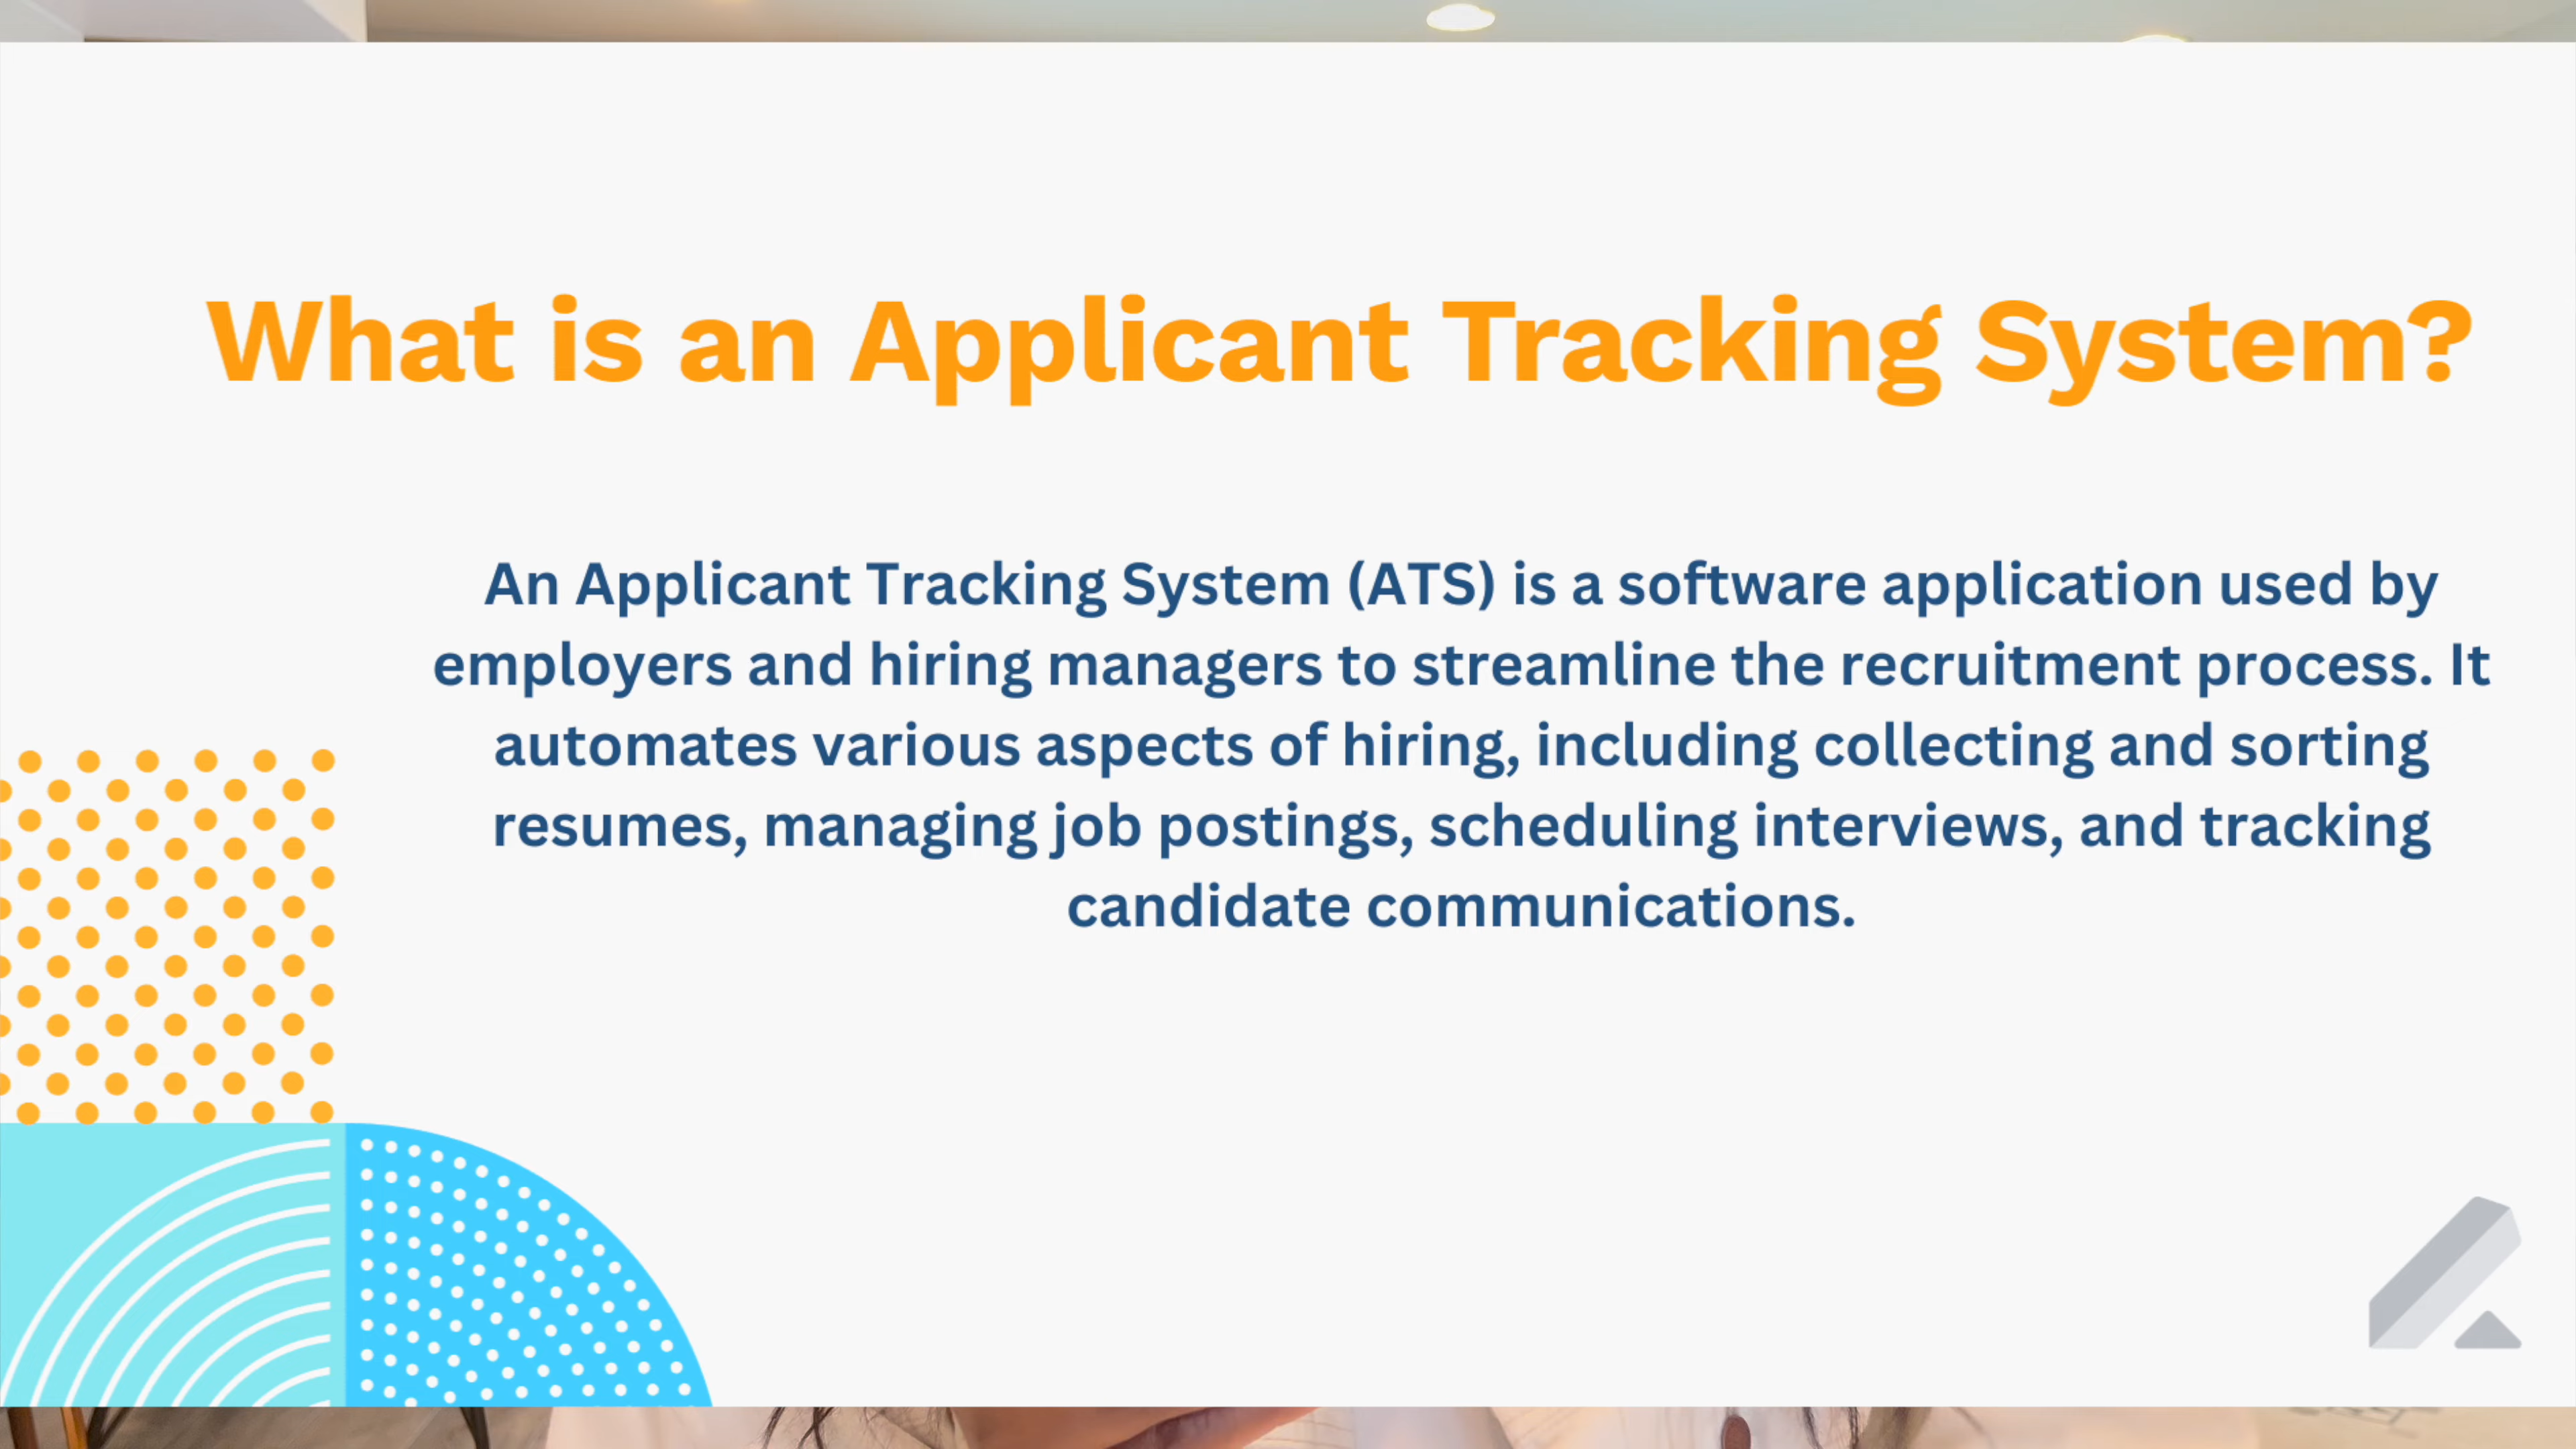 What is an Applicant Tracking System?
An Applicant Tracking System (ATS) is a software application used by
employers and hiring managers to streamline the recruitment process. It
automates various aspects of hiring, including collecting and sorting
resumes, managing job postings, scheduling interviews, and tracking
candidate communications.